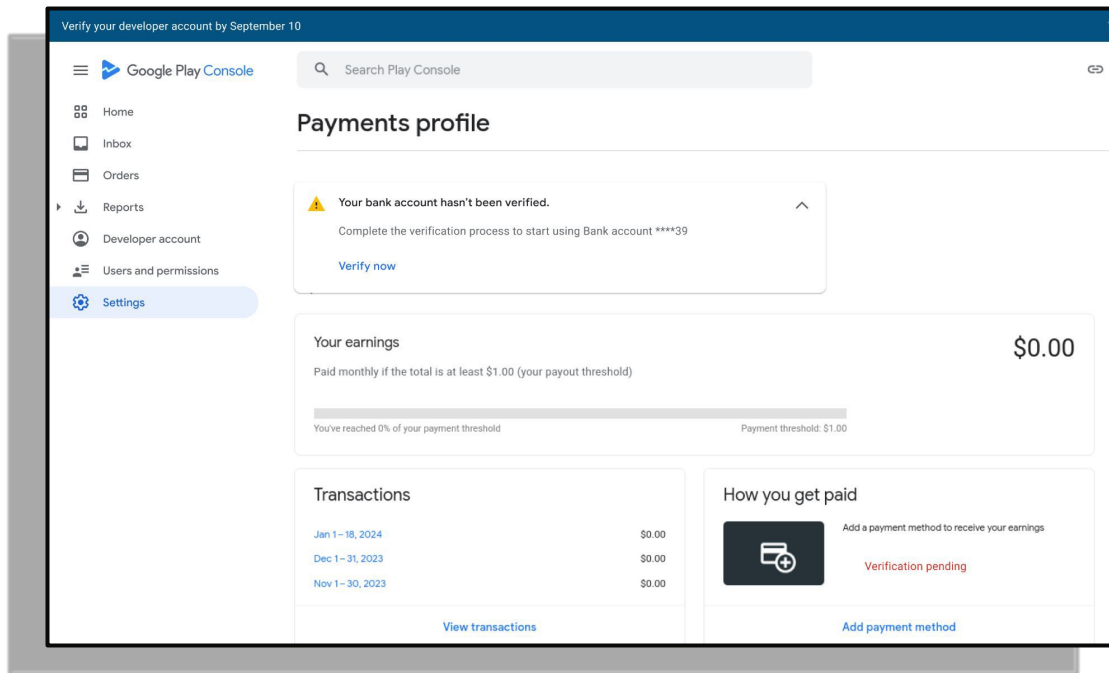 Verify your developer account by September 10
Google Play Console
Search Play Console
Home
Inbox
Orders
Reports
Developer account
Users and permissions
Settings
Payments profile
Your bank account hasn't been verified.
Complete the verification process to start using Bank account ****39
Verify now
Your earnings
$0.00
Paid monthly if the total is at least $1.00 (your payout threshold)
You've reached 0% of your payment threshold
Payment threshold: $1.00
Transactions
Jan 1 – 18, 2024 $0.00
Dec 1 – 31, 2023 $0.00
Nov 1 – 30, 2023 $0.00
View transactions
How you get paid
Add a payment method to receive your earnings
Verification pending
Add payment method